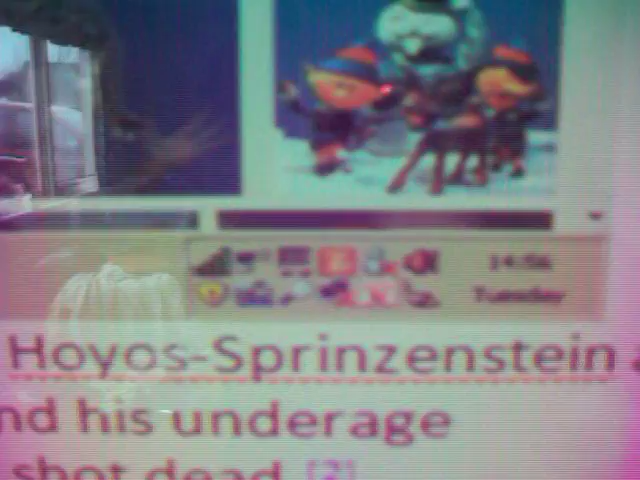 14:56
Tuesday
Hoyos-Sprinzenstein a
nd his underage
shot dead.[2]